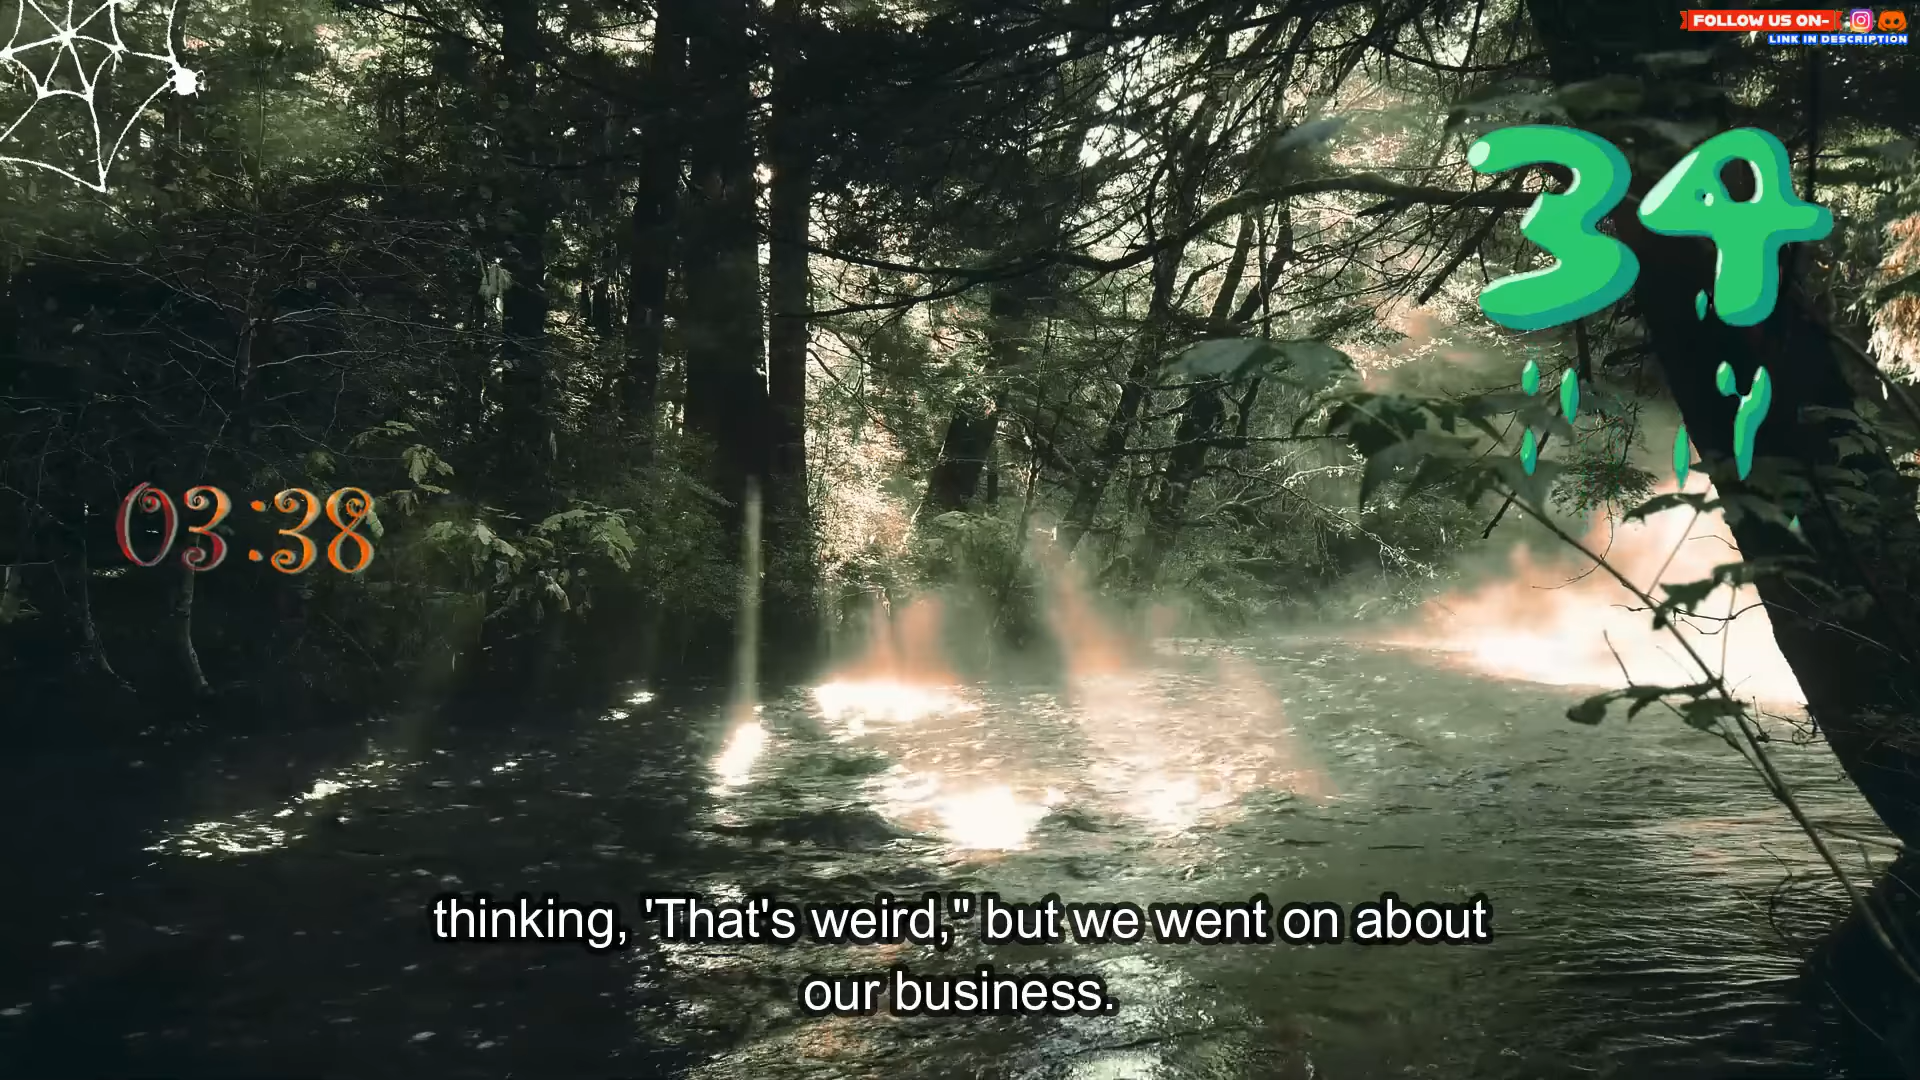 FOLLOW US ON-
LINK IN DESCRIPTION
34
03:38
thinking, 'That's weird," but we went on about
our business.